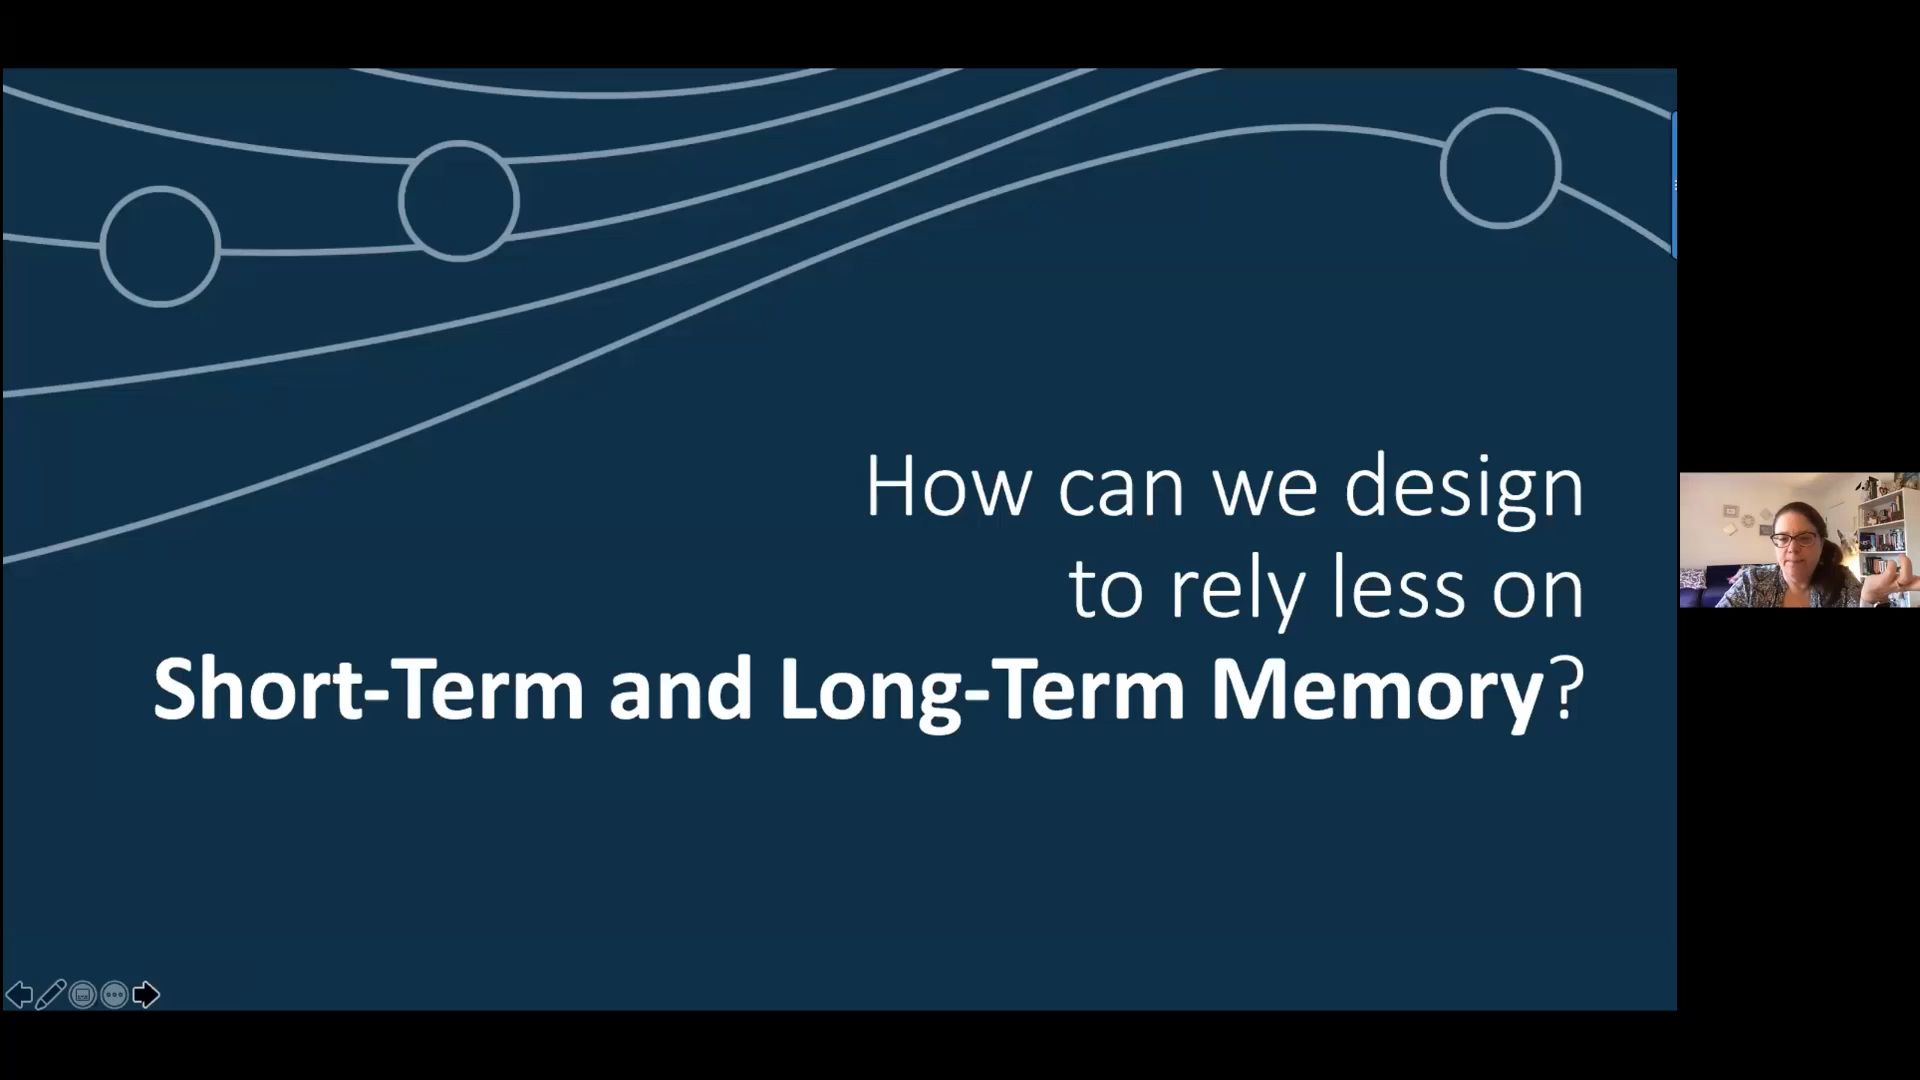 How can we design
to rely less on
Short-Term and Long-Term Memory?